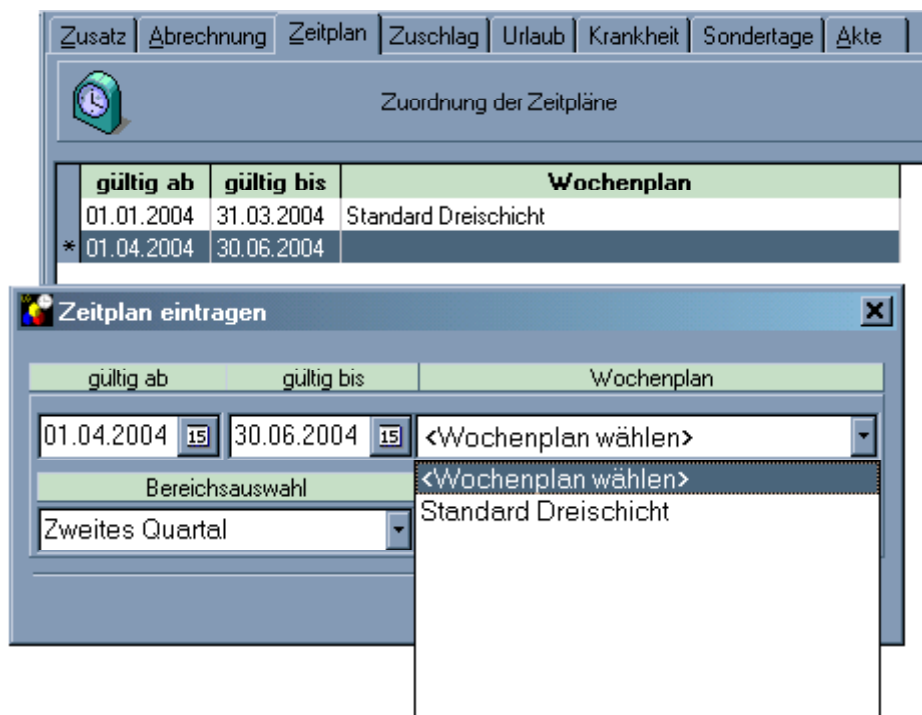 Zusatz Abrechnung Zeitplan Zuschlag Urlaub Krankheit Sondertage Akte
Zuordnung der Zeitpläne
gültig ab gültig bis Wochenplan
01.01.2004 31.03.2004 Standard Dreischicht
* 01.04.2004 30.06.2004
Zeitplan eintragen
gültig ab gültig bis Wochenplan
01.04.2004 15 30.06.2004 15 <Wochenplan wählen>
Bereichsauswahl <Wochenplan wählen>
Zweites Quartal Standard Dreischicht